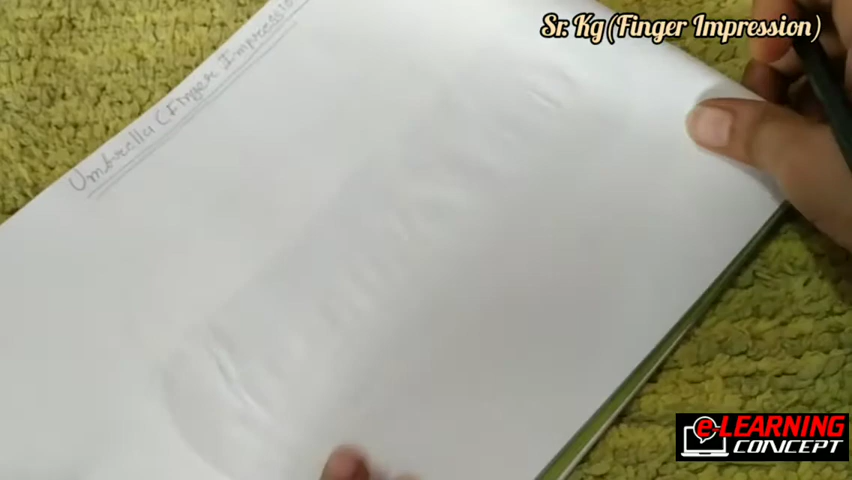 Sr. Kg (Finger Impression)
Umbrella (Finger Impression
e-LEARNING
CONCEPT